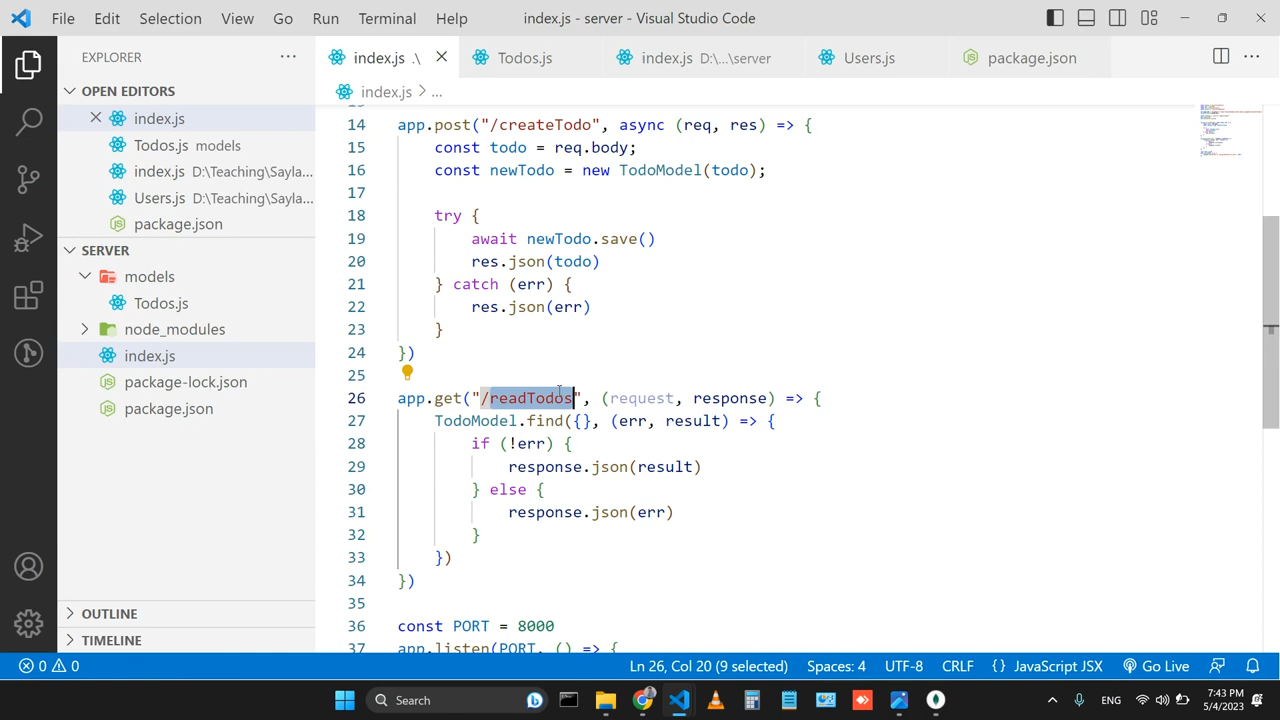 File Edit Selection View Go Run Terminal Help index.js - server - Visual Studio Code
EXPLORER
OPEN EDITORS
index.js
Todos.js models
index.js D:\Teaching\Sayla...
Users.js D:\Teaching\Sayla...
package.json
SERVER
models
Todos.js
node_modules
index.js
package-lock.json
package.json
OUTLINE
TIMELINE
index.js .\ Todos.js index.js D:\...\server Users.js package.json
index.js > ...
14 app.post("/createTodo", async (req, res) => {
15 const todo = req.body;
16 const newTodo = new TodoModel(todo);
17
18 try {
19 await newTodo.save()
20 res.json(todo)
21 } catch (err) {
22 res.json(err)
23 }
24 })
25
26 app.get("/readTodos", (request, response) => {
27 TodoModel.find({}, (err, result) => {
28 if (!err) {
29 response.json(result)
30 } else {
31 response.json(err)
32 }
33 })
34 })
35
36 const PORT = 8000
37 app.listen(PORT, () => {
0 0 Ln 26, Col 20 (9 selected) Spaces: 4 UTF-8 CRLF {} JavaScript JSX Go Live
Search ENG 7:43 PM
5/4/2023